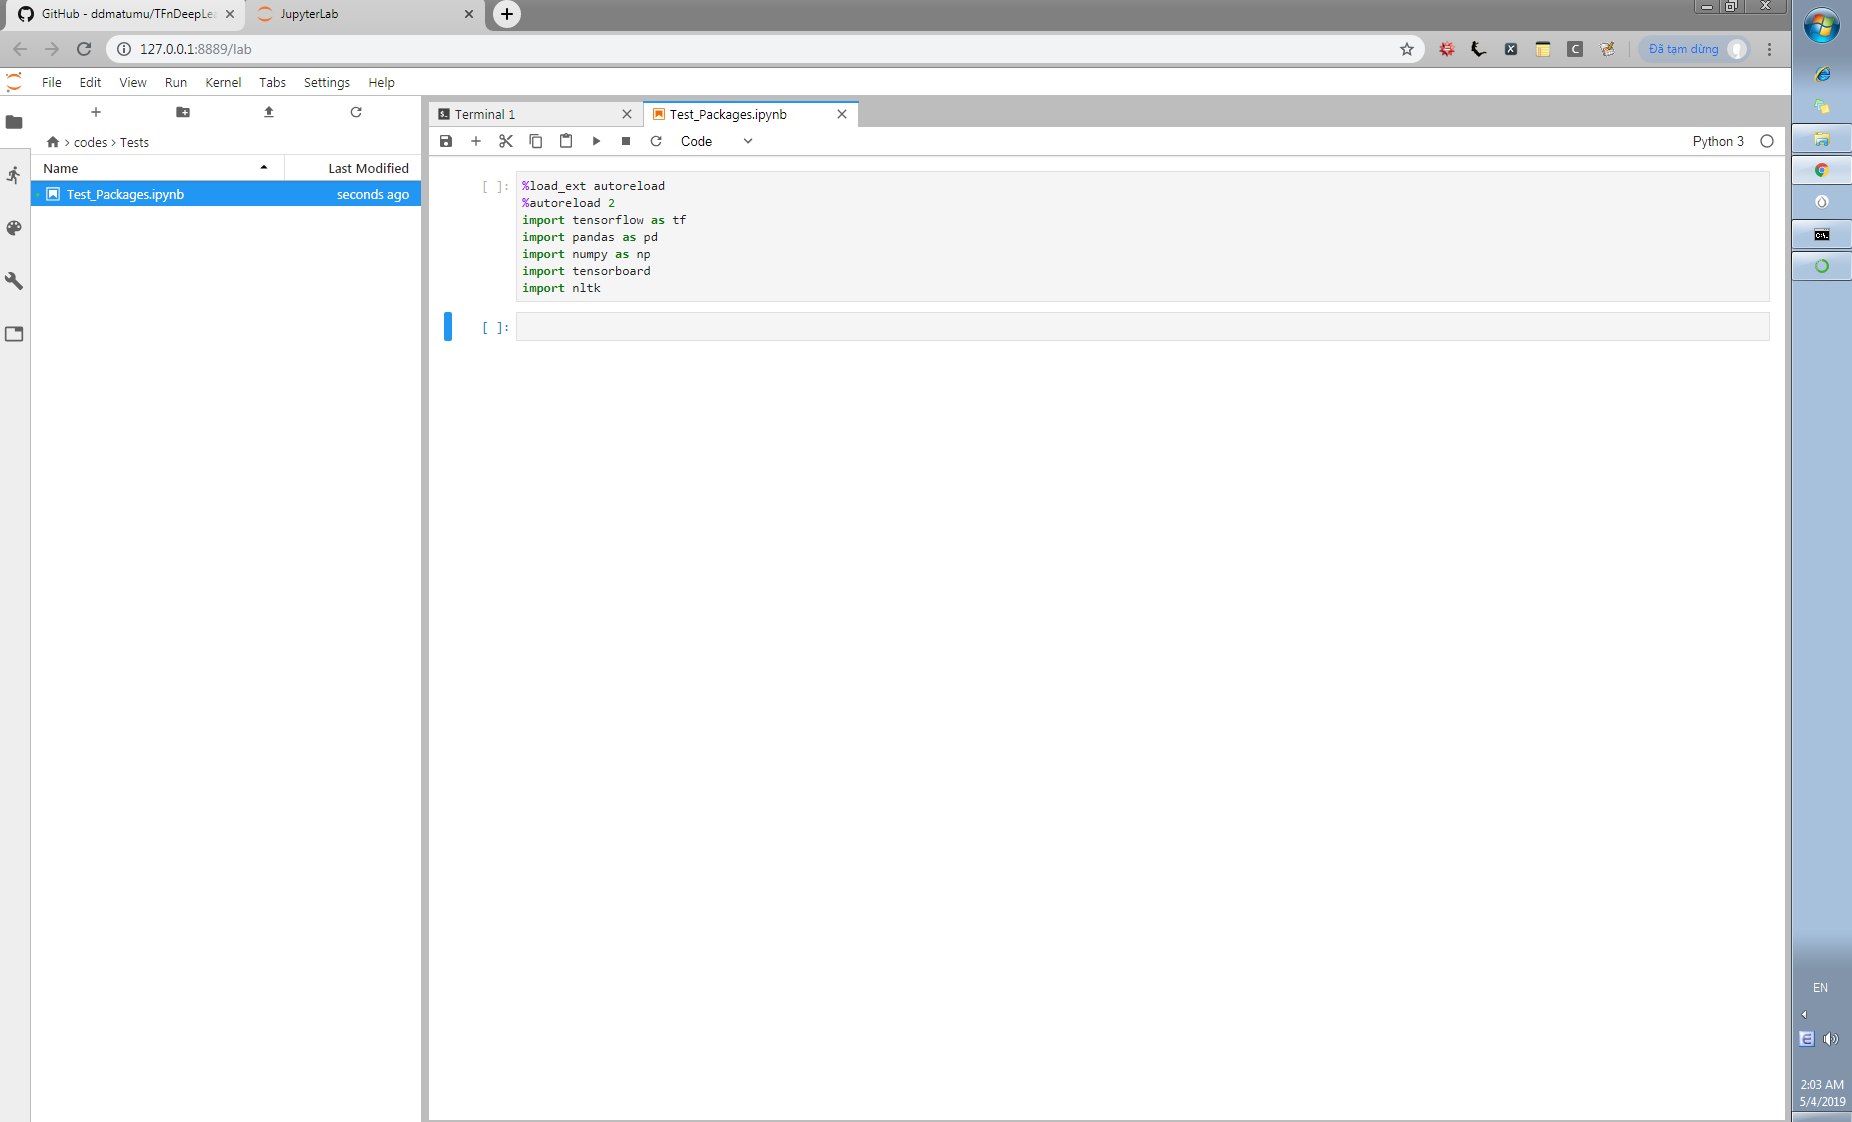 GitHub - ddmatumu/TFnDeepLea
JupyterLab
127.0.0.1:8889/lab
Đã tạm dừng
File Edit View Run Kernel Tabs Settings Help
Terminal 1
Test_Packages.ipynb
codes > Tests
Code
Python 3
Name
Last Modified
Test_Packages.ipynb
seconds ago
[ ]:
%load_ext autoreload
%autoreload 2
import tensorflow as tf
import pandas as pd
import numpy as np
import tensorboard
import nltk
[ ]:
EN
2:03 AM
5/4/2019